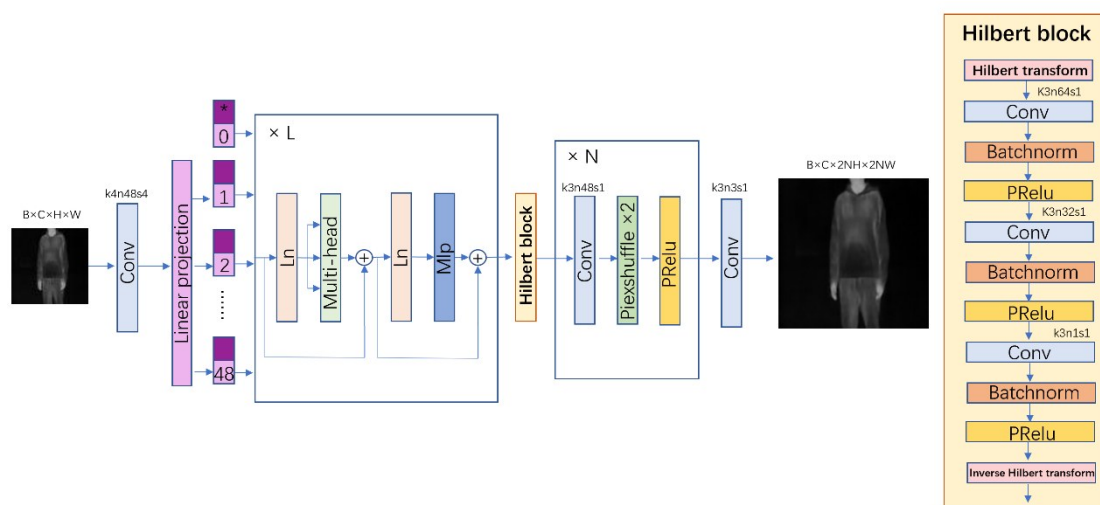 B×C×H×W
k4n48s4
Conv
Linear projection
*
0
1
2
......
48
× L
Ln
Multi-head
+
Ln
Mlp
+
Hilbert block
× N
k3n48s1
Conv
Piexshuffle ×2
PRelu
k3n3s1
Conv
B×C×2NH×2NW
Hilbert block
Hilbert transform
K3n64s1
Conv
Batchnorm
PRelu
K3n32s1
Conv
Batchnorm
PRelu
k3n1s1
Conv
Batchnorm
PRelu
Inverse Hilbert transform